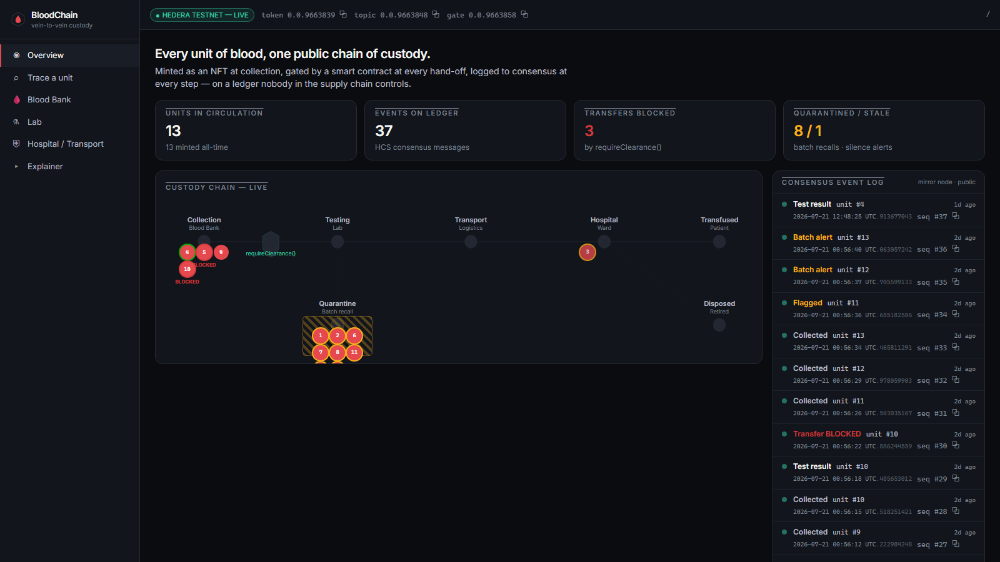 BloodChain
vein-to-vein custody
Overview
Trace a unit
Blood Bank
Lab
Hospital / Transport
Explainer
HEDERA TESTNET — LIVE
token 0.0.9663839
topic 0.0.9663848
gate 0.0.9663858
/
Every unit of blood, one public chain of custody.
Minted as an NFT at collection, gated by a smart contract at every hand-off, logged to consensus at
every step — on a ledger nobody in the supply chain controls.
UNITS IN CIRCULATION
13
13 minted all-time
EVENTS ON LEDGER
37
HCS consensus messages
TRANSFERS BLOCKED
3
by requireClearance()
QUARANTINED / STALE
8 / 1
batch recalls · silence alerts
CUSTODY CHAIN — LIVE
Collection
Blood Bank
Testing
Lab
Transport
Logistics
Hospital
Ward
Transfused
Patient
4 5 9
requireClearance()
3
10
BLOCKED
Quarantine
Batch recall
Disposed
Retired
1 2 6
7 8 11
CONSENSUS EVENT LOG
mirror node · public
Test result unit #4 1d ago
2026-07-21 12:48:25 UTC.913677043 seq #37
Batch alert unit #13 2d ago
2026-07-21 00:56:40 UTC.063057242 seq #36
Batch alert unit #12 2d ago
2026-07-21 00:56:37 UTC.705599133 seq #35
Flagged unit #11 2d ago
2026-07-21 00:56:36 UTC.685182586 seq #34
Collected unit #13 2d ago
2026-07-21 00:56:34 UTC.465811291 seq #33
Collected unit #12 2d ago
2026-07-21 00:56:29 UTC.978059903 seq #32
Collected unit #11 2d ago
2026-07-21 00:56:26 UTC.503035167 seq #31
Transfer BLOCKED unit #10 2d ago
2026-07-21 00:56:22 UTC.886244559 seq #30
Test result unit #10 2d ago
2026-07-21 00:56:18 UTC.485653012 seq #29
Collected unit #10 2d ago
2026-07-21 00:56:15 UTC.518251421 seq #28
Collected unit #9 2d ago
2026-07-21 00:56:12 UTC.222984248 seq #27